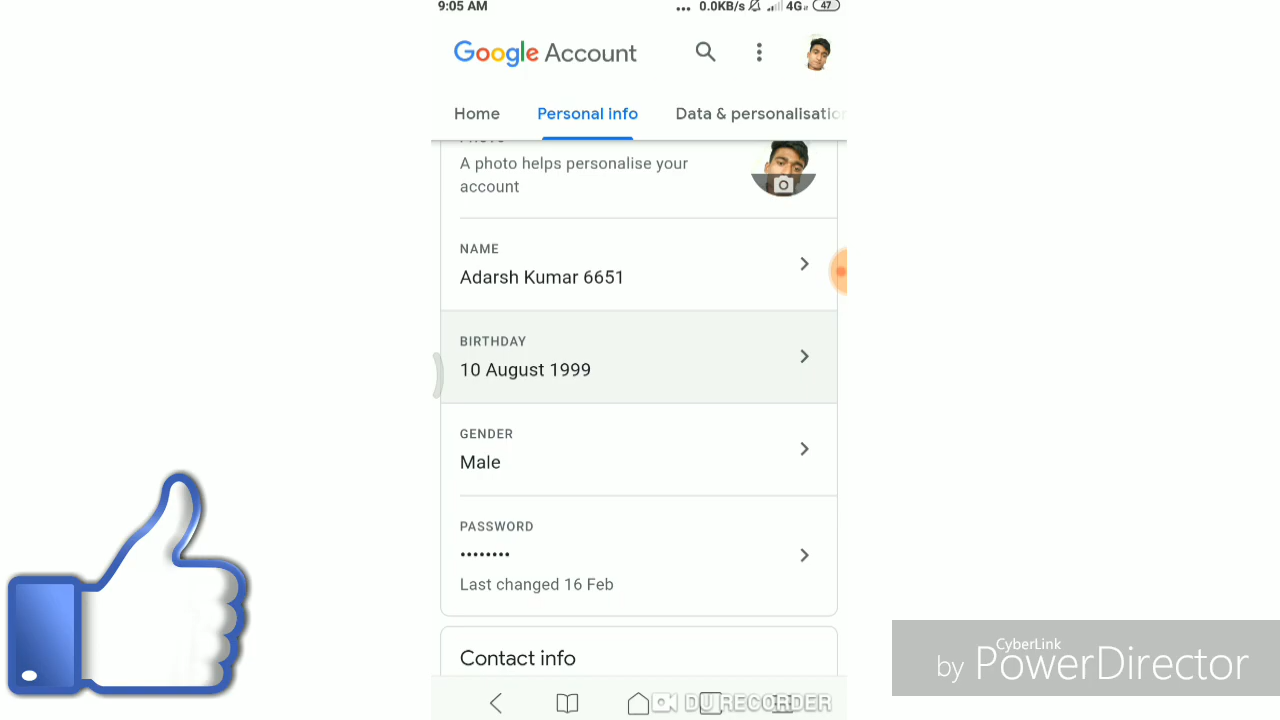 9:05 AM ... 0.0KB/s 4G 47
Google Account
Home Personal info Data & personalisatio
A photo helps personalise your
account
NAME
Adarsh Kumar 6651
BIRTHDAY
10 August 1999
GENDER
Male
PASSWORD
••••••••
Last changed 16 Feb
Contact info
CyberLink
by PowerDirector
DU RECORDER